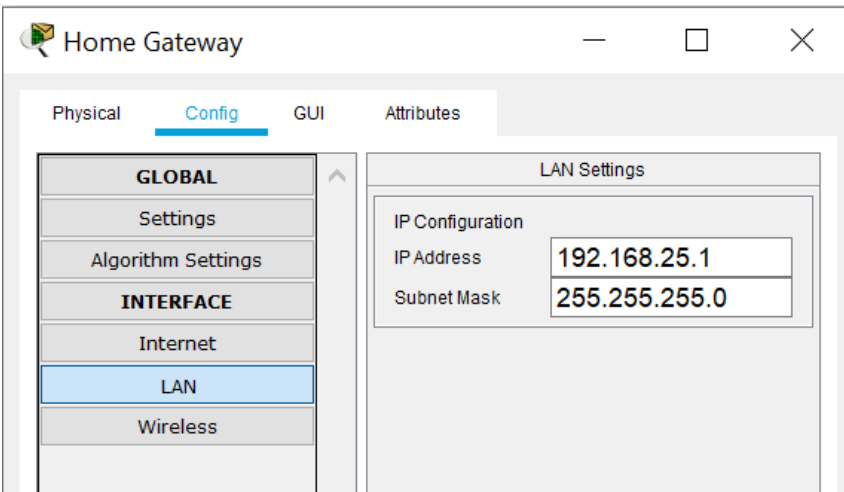 Home Gateway
Physical Config GUI Attributes
GLOBAL
Settings
Algorithm Settings
INTERFACE
Internet
LAN
Wireless
LAN Settings
IP Configuration
IP Address 192.168.25.1
Subnet Mask 255.255.255.0